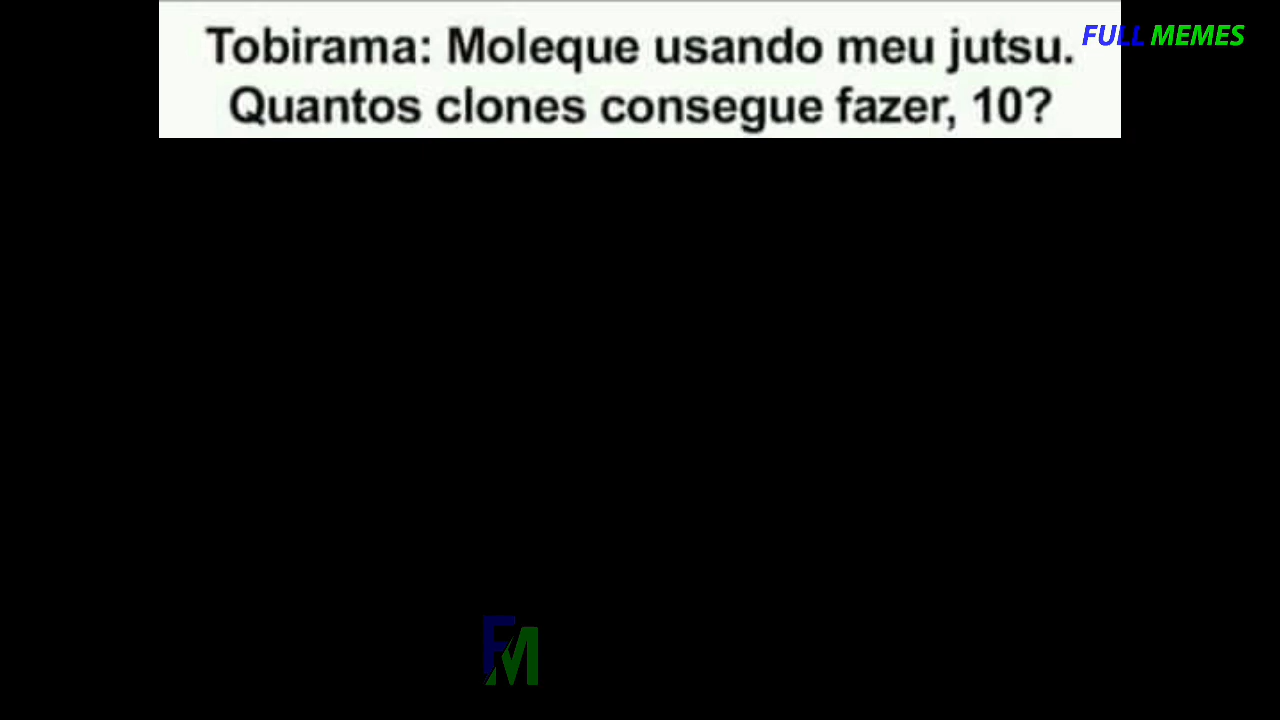 Tobirama: Moleque usando meu jutsu.
Quantos clones consegue fazer, 10?
FULL MEMES
FM